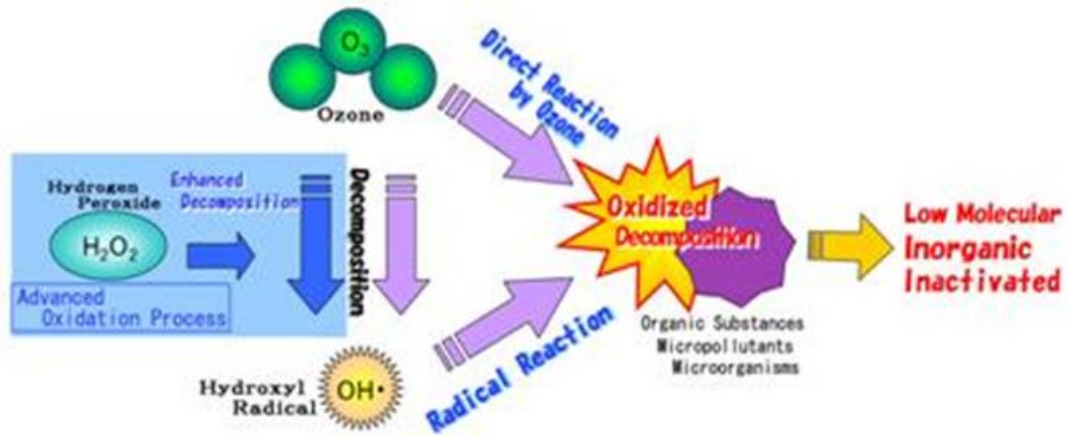 O3
Ozone
Direct Reaction
by Ozone
Hydrogen
Peroxide
H2O2
Enhanced
Decomposition
Decomposition
Advanced
Oxidation Process
Hydroxyl
Radical
OH•
Radical Reaction
Oxidized
Decomposition
Organic Substances
Micropollutants
Microorganisms
Low Molecular
Inorganic
Inactivated